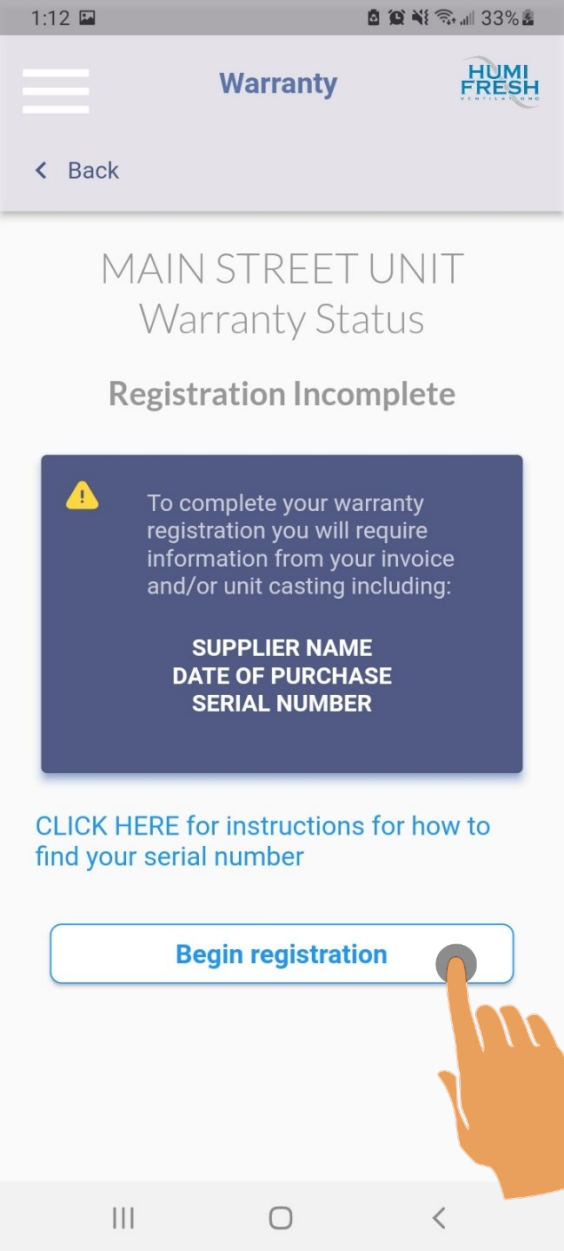 1:12
33%
Warranty
HUMI
FRESH
Back
MAIN STREET UNIT
Warranty Status
Registration Incomplete
To complete your warranty
registration you will require
information from your invoice
and/or unit casting including:
SUPPLIER NAME
DATE OF PURCHASE
SERIAL NUMBER
CLICK HERE for instructions for how to
find your serial number
Begin registration